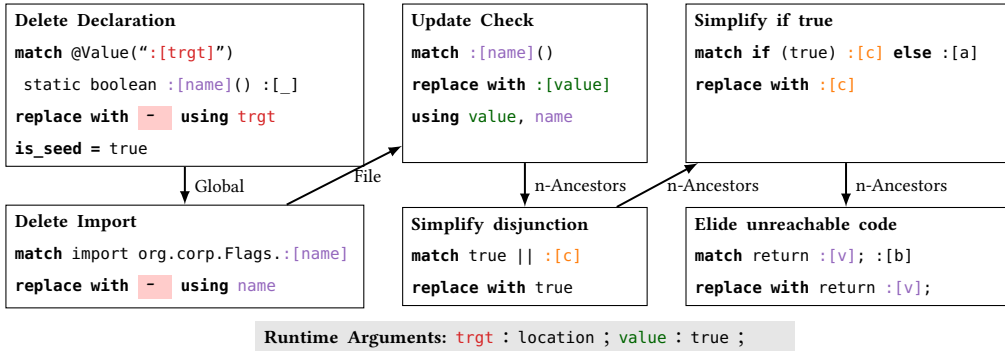 Delete Declaration
match @Value(“:[trgt]”)
static boolean :[name]() :[_]
replace with - using trgt
is_seed = true
Global
Delete Import
match import org.corp.Flags.:[name]
replace with - using name
File
Update Check
match :[name]()
replace with :[value]
using value, name
n-Ancestors
Simplify disjunction
match true || :[c]
replace with true
n-Ancestors
Simplify if true
match if (true) :[c] else :[a]
replace with :[c]
n-Ancestors
Elide unreachable code
match return :[v]; :[b]
replace with return :[v];
Runtime Arguments: trgt : location ; value : true ;